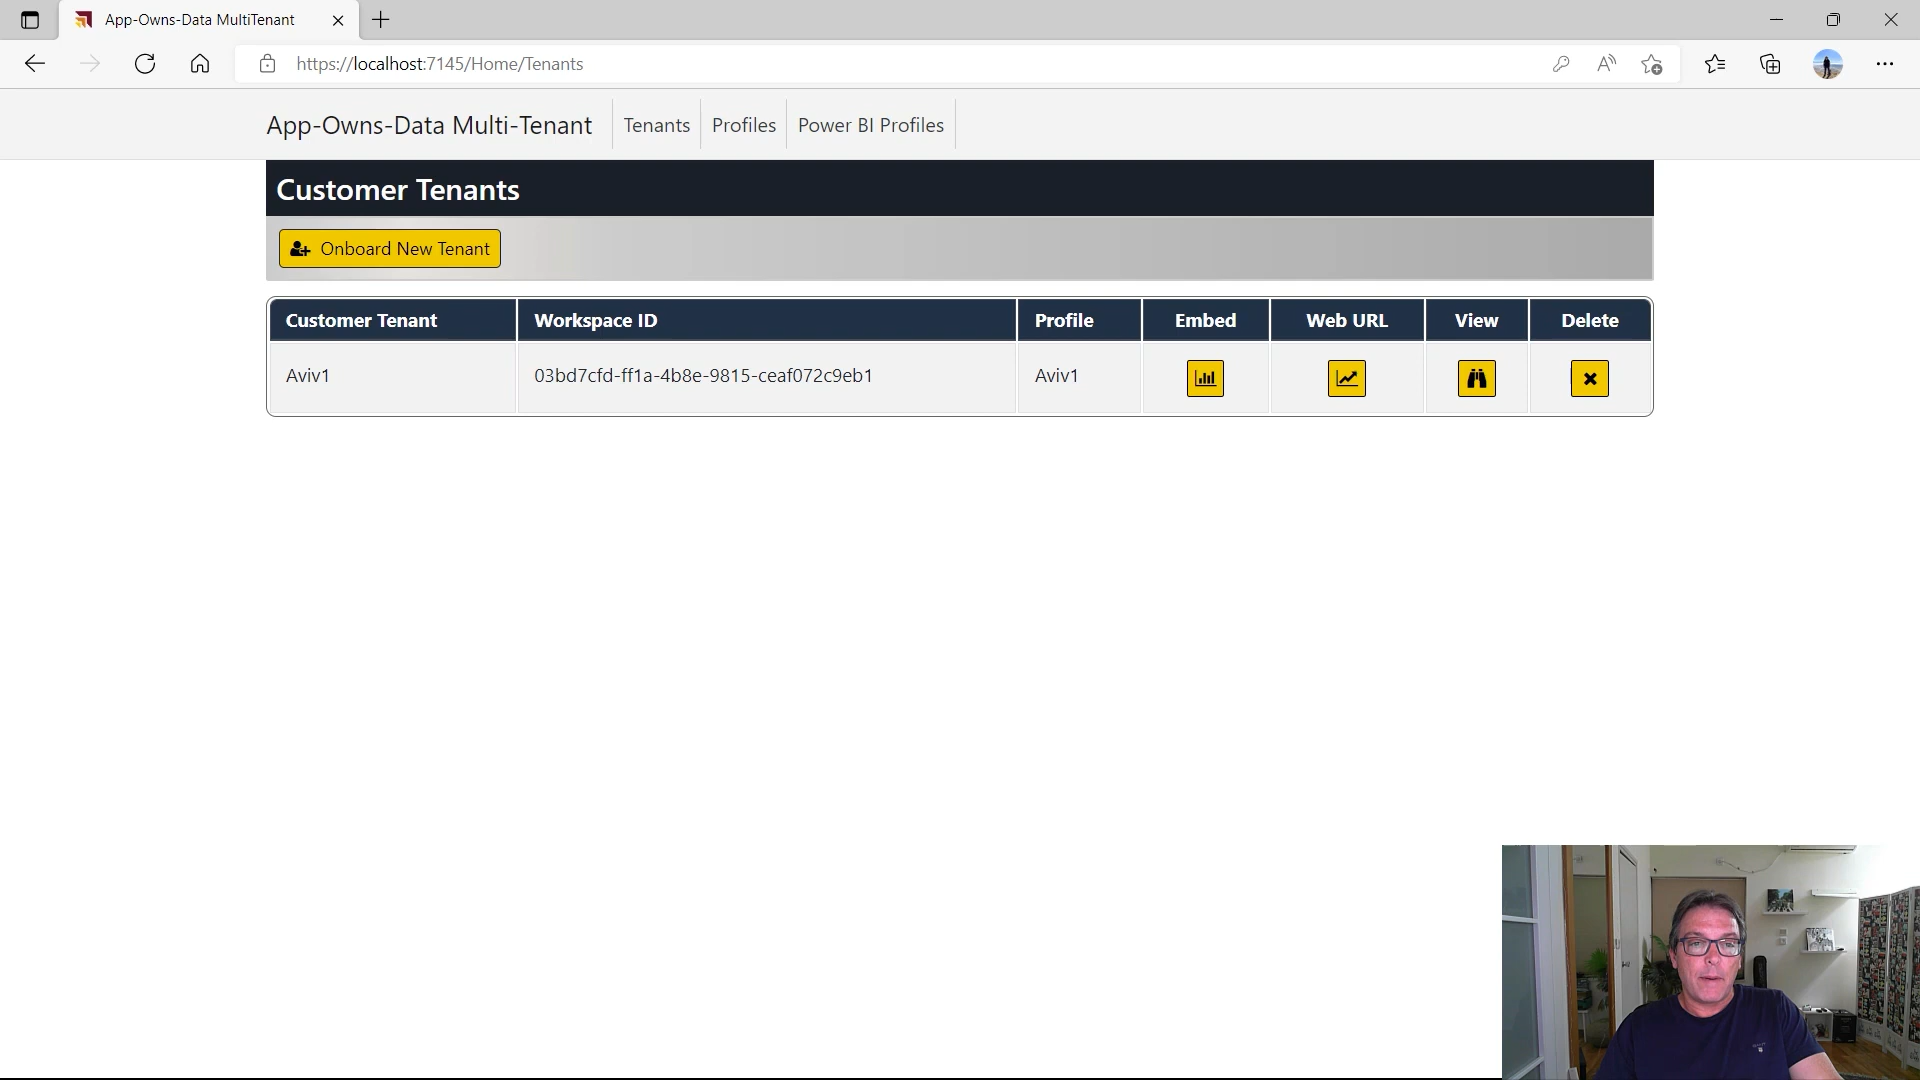 App-Owns-Data MultiTenant
https://localhost:7145/Home/Tenants
App-Owns-Data Multi-Tenant Tenants Profiles Power BI Profiles
Customer Tenants
Onboard New Tenant
Customer Tenant Workspace ID Profile Embed Web URL View Delete
Aviv1 03bd7cfd-ff1a-4b8e-9815-ceaf072c9eb1 Aviv1